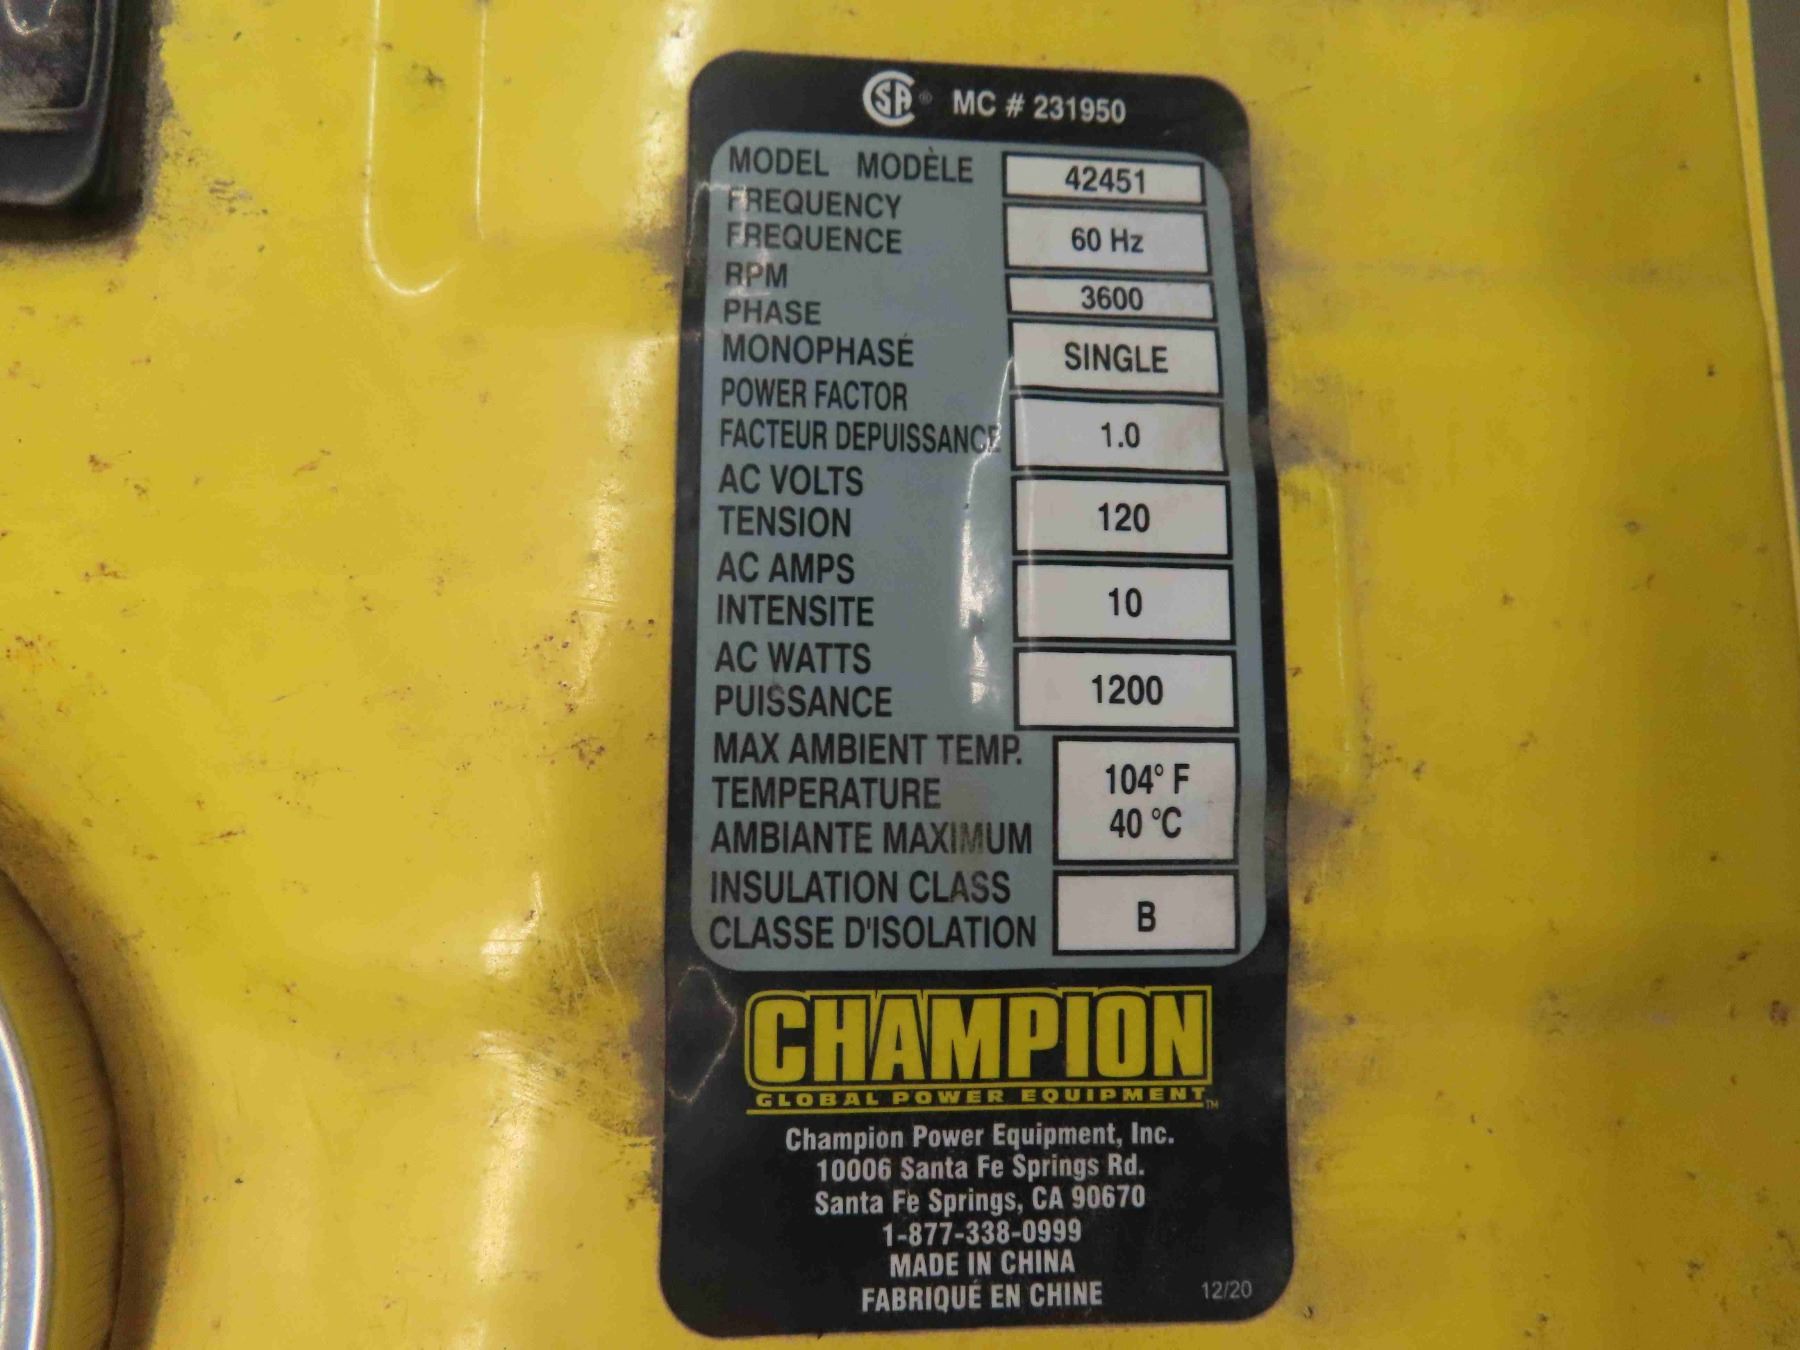 CSA® MC # 231950
MODEL MODÈLE 42451
FREQUENCY
FREQUENCE 60 Hz
RPM 3600
PHASE
MONOPHASÉ SINGLE
POWER FACTOR
FACTEUR DEPUISSANCE 1.0
AC VOLTS
TENSION 120
AC AMPS
INTENSITE 10
AC WATTS
PUISSANCE 1200
MAX AMBIENT TEMP. 104° F
TEMPERATURE
AMBIANTE MAXIMUM 40 °C
INSULATION CLASS
CLASSE D'ISOLATION B
CHAMPION
GLOBAL POWER EQUIPMENT™
Champion Power Equipment, Inc.
10006 Santa Fe Springs Rd.
Santa Fe Springs, CA 90670
1-877-338-0999
MADE IN CHINA
FABRIQUÉ EN CHINE 12/20